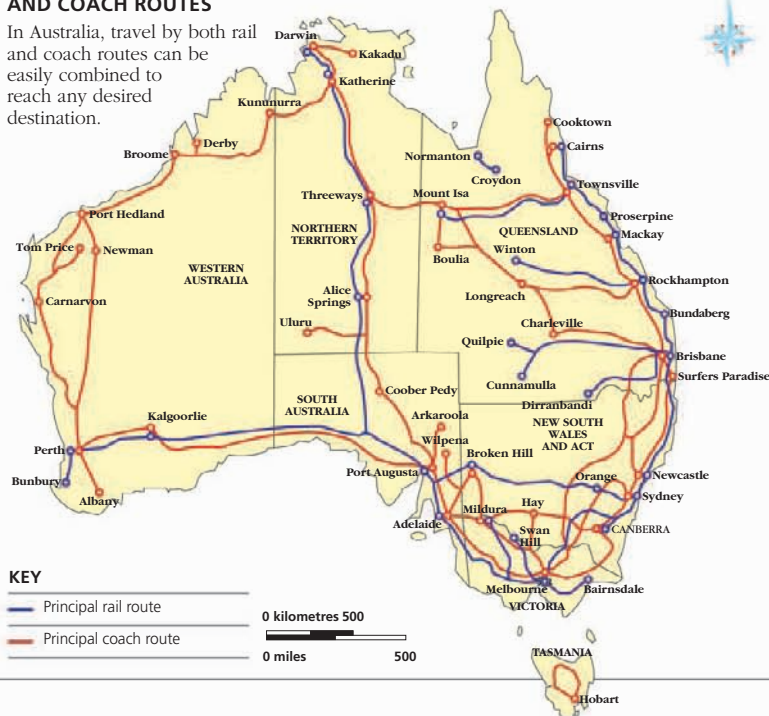 AND COACH ROUTES
In Australia, travel by both rail
and coach routes can be
easily combined to
reach any desired
destination.
Darwin
Kakadu
Katherine
Kununurra
Cooktown
Derby
Cairns
Broome
Normanton
Croydon
Threeways
Mount Isa
Townsville
Port Hedland
Proserpine
NORTHERN
TERRITORY
QUEENSLAND
Mackay
Tom Price
Newman
Boulia
Winton
WESTERN
AUSTRALIA
Rockhampton
Carnarvon
Alice
Springs
Longreach
Bundaberg
Uluru
Charleville
Quilpie
Brisbane
Surfers Paradise
Cunnamulla
Coober Pedy
Dirranbandi
SOUTH
AUSTRALIA
Arkaroola
NEW SOUTH
WALES
AND ACT
Kalgoorlie
Wilpena
Broken Hill
Perth
Port Augusta
Orange
Newcastle
Bunbury
Sydney
Albany
Mildura
Hay
Adelaide
Swan
Hill
CANBERRA
KEY
Melbourne
Bairnsdale
VICTORIA
Principal rail route
0 kilometres 500
Principal coach route
0 miles 500
TASMANIA
Hobart